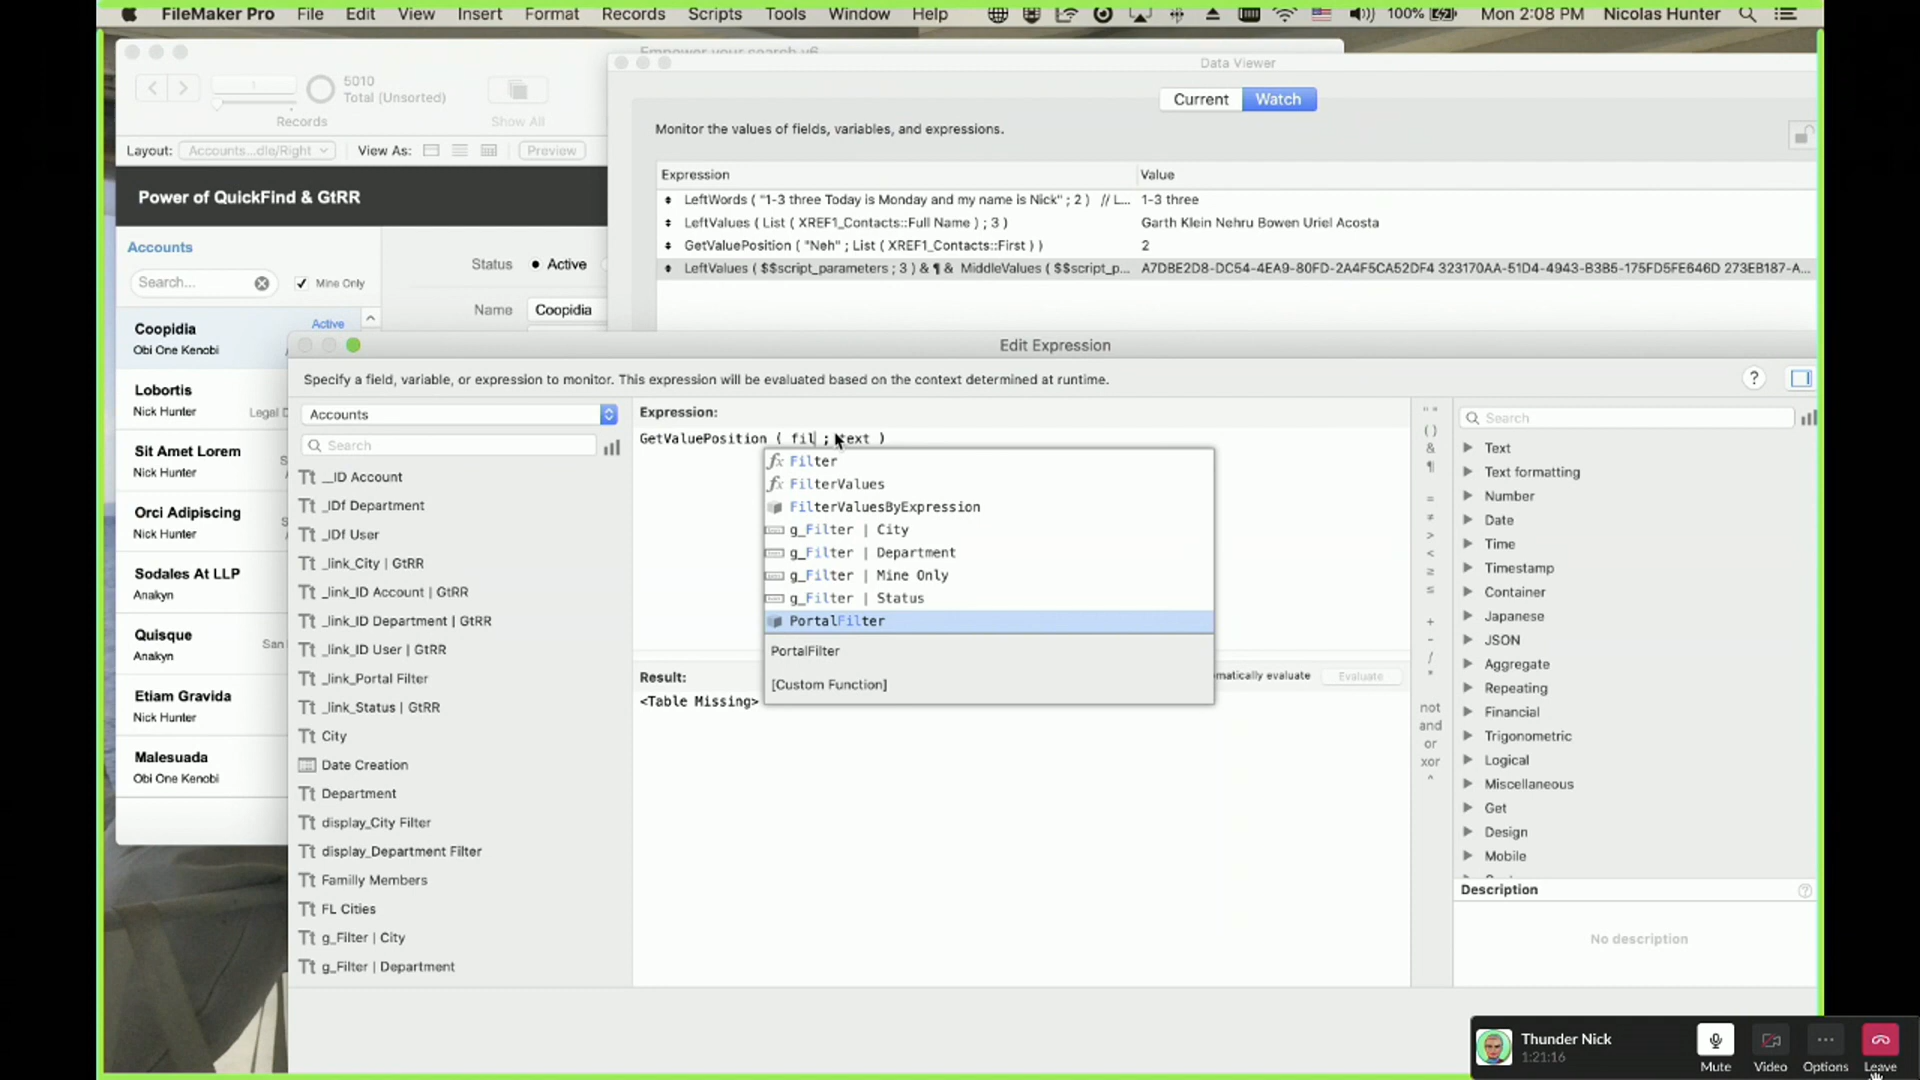 FileMaker Pro File Edit View Insert Format Records Scripts Tools Window Help 100% Mon 2:08 PM Nicolas Hunter
Empower your search v6
1
5010
Total (Unsorted)
Records
Show All
Layout: Accounts...dle/Right View As: Preview
Power of QuickFind & GtRR
Accounts
Search...
Mine Only
Status Active
Name Coopidia
Coopidia Active
Obi One Kenobi
Lobortis
Nick Hunter Legal D
Sit Amet Lorem
Nick Hunter S
Orci Adipiscing
Nick Hunter S
Sodales At LLP
Anakyn
Quisque
Anakyn San
Etiam Gravida
Nick Hunter
Malesuada
Obi One Kenobi
Data Viewer
Current Watch
Monitor the values of fields, variables, and expressions.
Expression Value
LeftWords ( "1-3 three Today is Monday and my name is Nick" ; 2 ) // L... 1-3 three
LeftValues ( List ( XREF1_Contacts::Full Name ) ; 3 ) Garth Klein Nehru Bowen Uriel Acosta
GetValuePosition ( "Neh" ; List ( XREF1_Contacts::First ) ) 2
LeftValues ( $$script_parameters ; 3 ) & ¶ & MiddleValues ( $$script_p... A7DBE2D8-DC54-4EA9-80FD-2A4F5CA52DF4 323170AA-51D4-4943-B3B5-175FD5FE646D 273EB187-A...
Edit Expression
Specify a field, variable, or expression to monitor. This expression will be evaluated based on the context determined at runtime.
?
Accounts
Search
__ID Account
_IDf Department
_IDf User
_link_City | GtRR
_link_ID Account | GtRR
_link_ID Department | GtRR
_link_ID User | GtRR
_link_Portal Filter
_link_Status | GtRR
City
Date Creation
Department
display_City Filter
display_Department Filter
Familly Members
FL Cities
g_Filter | City
g_Filter | Department
Expression:
GetValuePosition ( fil ; text )
Filter
FilterValues
FilterValuesByExpression
g_Filter | City
g_Filter | Department
g_Filter | Mine Only
g_Filter | Status
PortalFilter
PortalFilter
[Custom Function]
Result: matically evaluate Evaluate
<Table Missing>
" "
( )
&
¶
=
≠
>
<
≥
≤
+
-
/
*
not
and
or
xor
^
Search
Text
Text formatting
Number
Date
Time
Timestamp
Container
Japanese
JSON
Aggregate
Repeating
Financial
Trigonometric
Logical
Miscellaneous
Get
Design
Mobile
Description
No description
Thunder Nick
1:21:16
Mute Video Options Leave